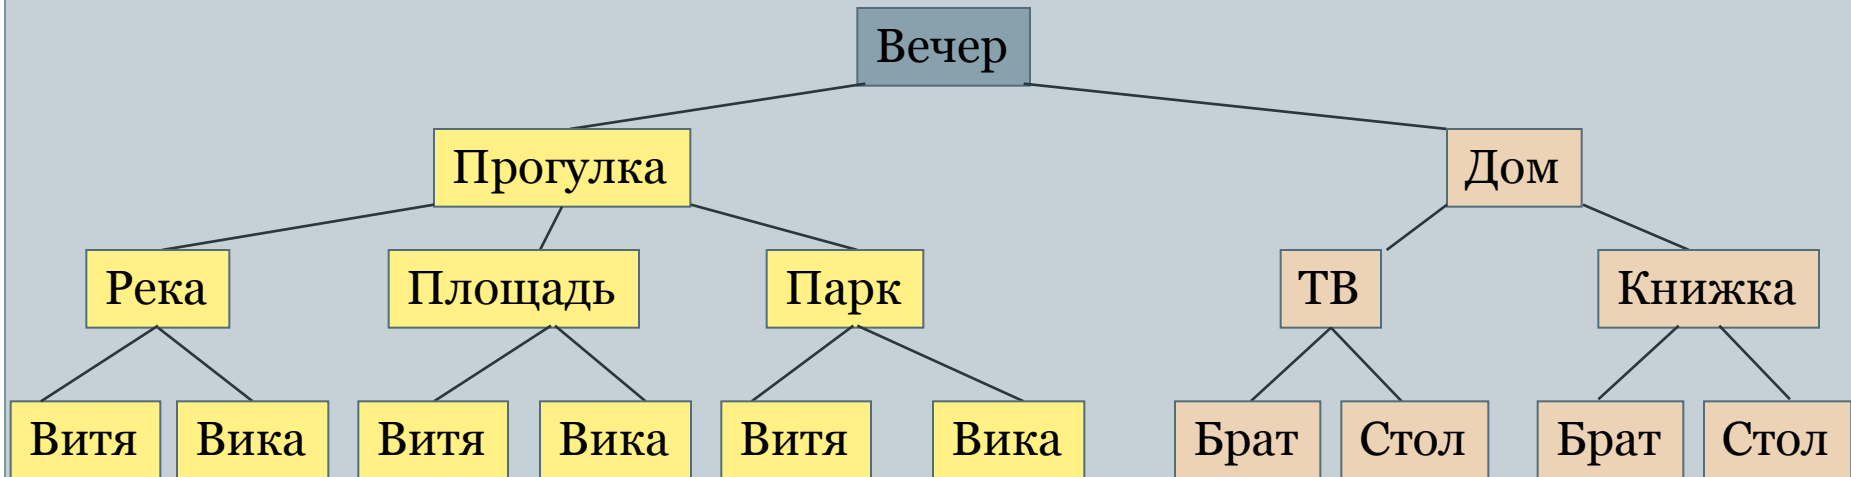 Вечер
Прогулка Дом
Река Площадь Парк ТВ Книжка
Витя Вика Витя Вика Витя Вика Брат Стол Брат Стол